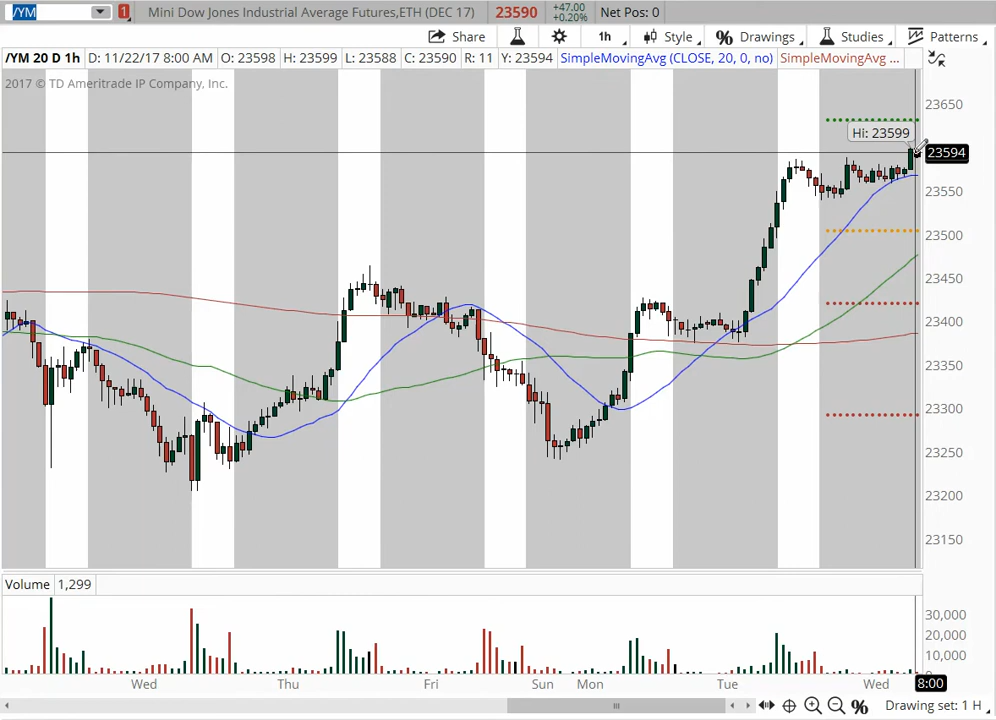 /YM 1 Mini Dow Jones Industrial Average Futures,ETH (DEC 17) 23590 +47.00 +0.20% Net Pos: 0
Share 1h Style % Drawings Studies Patterns
/YM 20 D 1h D: 11/22/17 8:00 AM O: 23598 H: 23599 L: 23588 C: 23590 R: 11 Y: 23594 SimpleMovingAvg (CLOSE, 20, 0, no) SimpleMovingAvg ...
2017 © TD Ameritrade IP Company, Inc.
23650
Hi: 23599
23594
23550
23500
23450
23400
23350
23300
23250
23200
23150
Volume 1,299
30,000
20,000
10,000
Wed Thu Fri Sun Mon Tue Wed 8:00
% Drawing set: 1 H